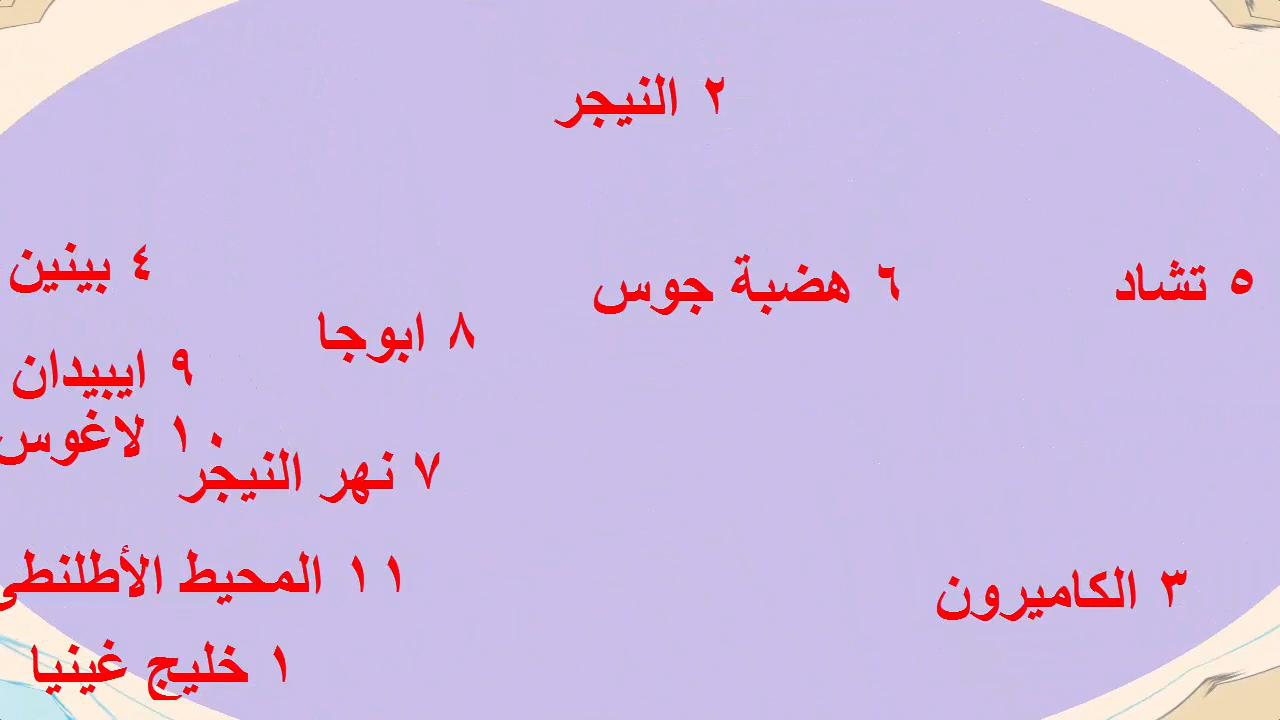 ٢ النيجر
٤ بينين
٦ هضبة جوس
٥ تشاد
٨ ابوجا
٩ ايبيدان
١٠ لاغوس
٧ نهر النيجر
١١ المحيط الأطلنطى
٣ الكاميرون
١ خليج غينيا